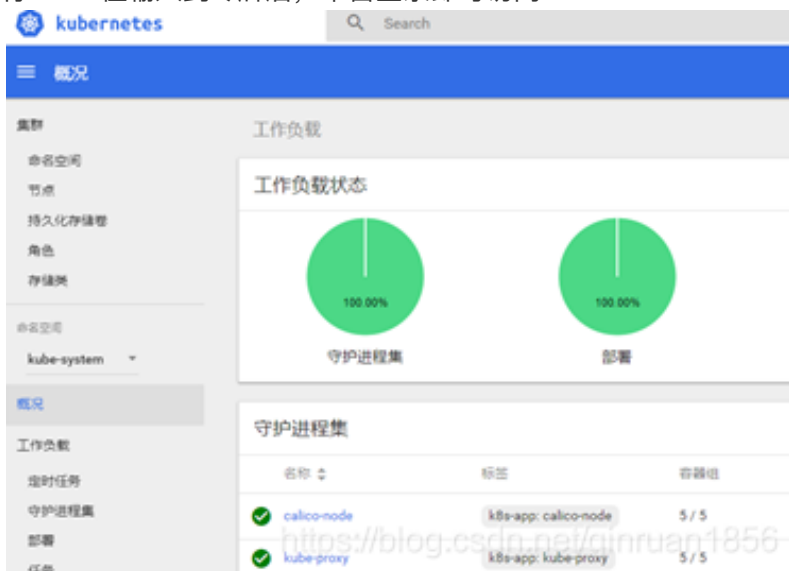 kubernetes
Search
概况
集群
工作负载
命名空间
节点
工作负载状态
持久化存储卷
角色
存储类
100.00%
100.00%
命名空间
kube-system
守护进程集
部署
概况
守护进程集
工作负载
名称
标签
容器组
定时任务
守护进程集
calico-node
k8s-app: calico-node
5 / 5
部署
https://blog.csdn.net/qinruan1856
kube-proxy
k8s-app: kube-proxy
5 / 5
任务